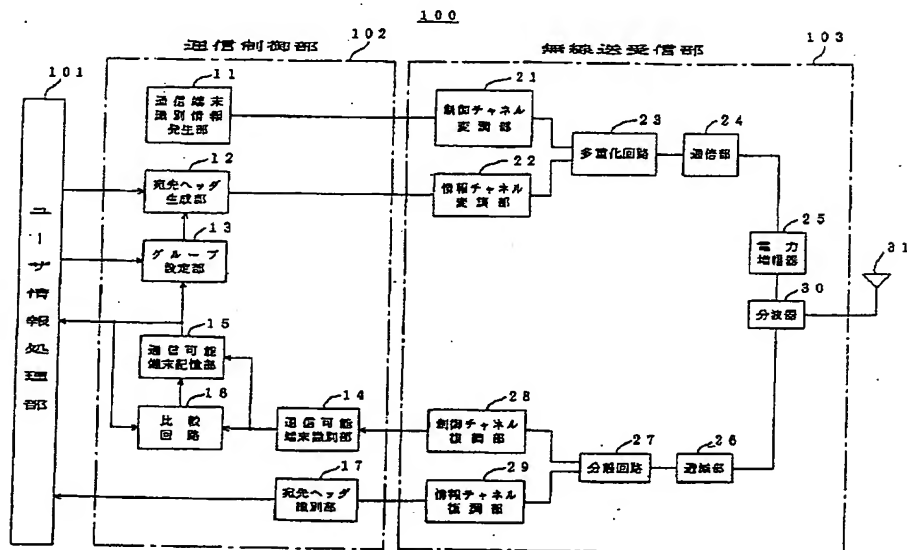 100
通信制御部
102
無線送受信部
103
101
ユーザ情報処理部
11
通信端末
識別情報
発生部
12
宛先ヘッダ
生成部
13
グループ
設定部
15
通信可能
端末記憶部
16
比較
回路
14
通信可能
端末識別部
17
宛先ヘッダ
識別部
21
制御チャネル
変調部
22
情報チャネル
変調部
23
多重化回路
24
25
電力
増幅器
30
分波器
31
28
制御チャネル
復調部
29
情報チャネル
復調部
27
分離回路
26